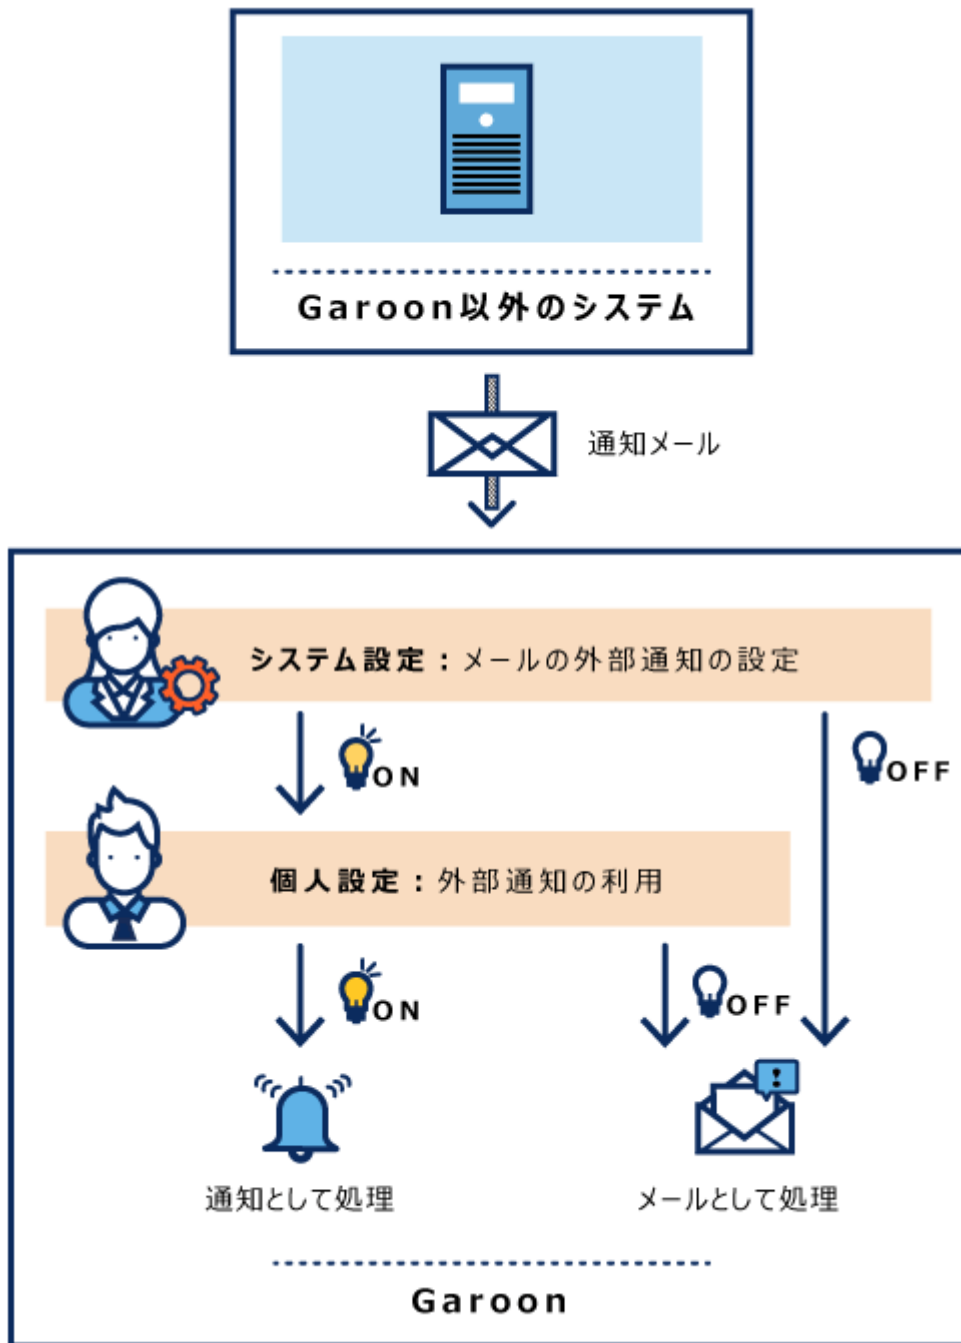 Garoon以外のシステム
通知メール
システム設定：メールの外部通知の設定
ON
OFF
個人設定：外部通知の利用
ON
OFF
!
通知として処理
メールとして処理
Garoon